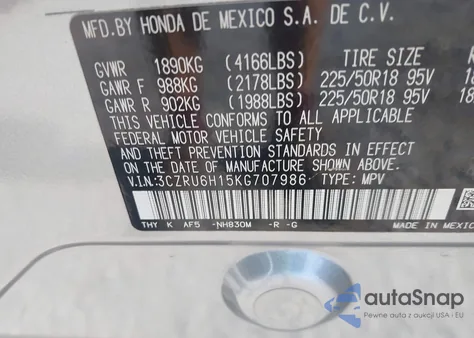 MFD.BY HONDA DE MEXICO S.A. DE C.V.
GVWR 1890KG (4166LBS) TIRE SIZE
GAWR F 988KG (2178LBS) 225/50R18 95V
GAWR R 902KG (1988LBS) 225/50R18 95V 18
THIS VEHICLE CONFORMS TO ALL APPLICABLE
FEDERAL MOTOR VEHICLE SAFETY
AND THEFT PREVENTION STANDARDS IN EFFECT
ON THE DATE OF MANUFACTURE SHOWN ABOVE.
V.I.N:3CZRU6H15KG707986 TYPE: MPV
THY K AF5 -NH830M -R -G MADE IN MEXICO
autoSnap
Pewne auta z aukcji USA i EU